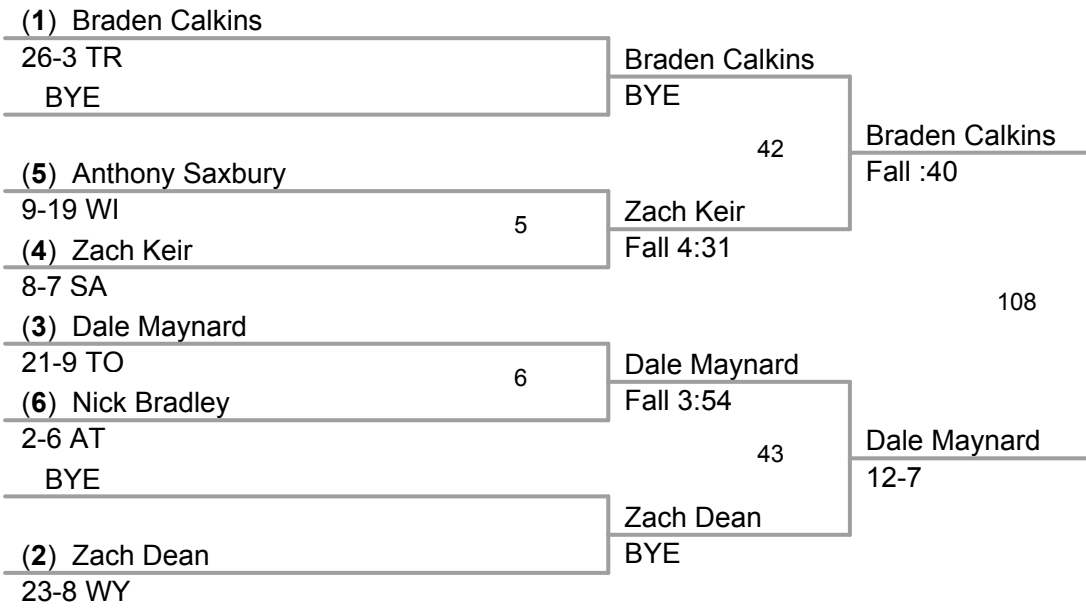 (1) Braden Calkins
26-3 TR
BYE
(5) Anthony Saxbury
9-19 WI
(4) Zach Keir
8-7 SA
(3) Dale Maynard
21-9 TO
(6) Nick Bradley
2-6 AT
BYE
(2) Zach Dean
23-8 WY
5
6
Braden Calkins
BYE
Zach Keir
Fall 4:31
Dale Maynard
Fall 3:54
Zach Dean
BYE
42
43
Braden Calkins
Fall :40
Dale Maynard
12-7
108